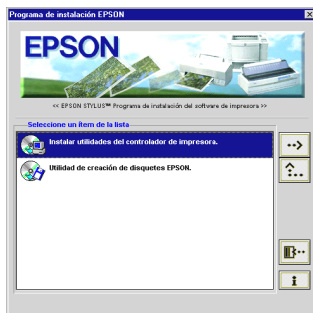 Programa de instalación EPSON
EPSON
<< EPSON STYLUS™ Programa de instalación del software de impresora >>
Seleccione un ítem de la lista
Instalar utilidades del controlador de impresora.
Utilidad de creación de disquetes EPSON.
i